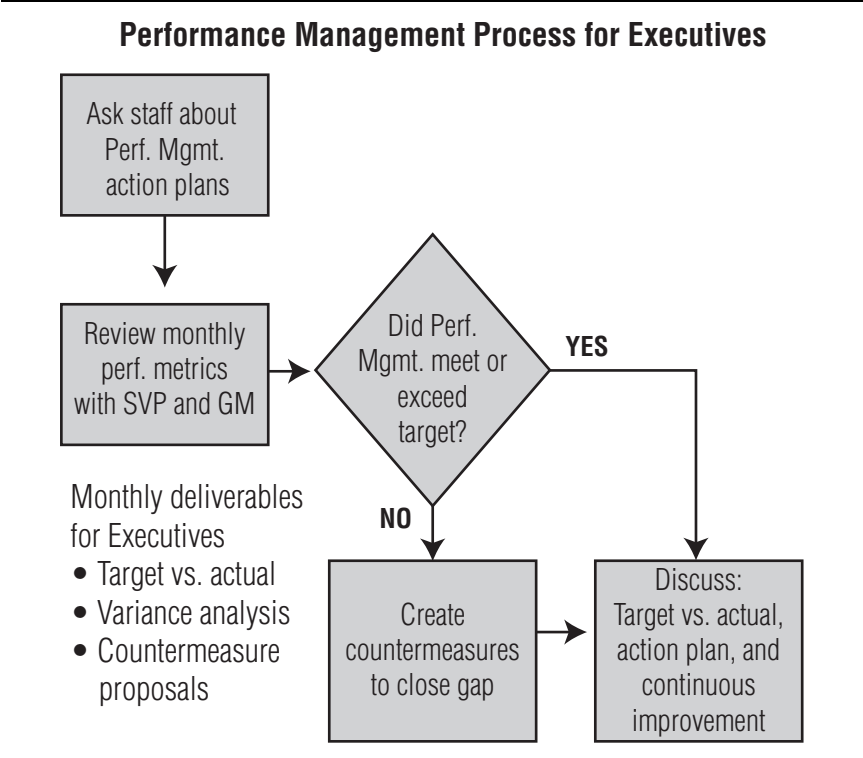 Performance Management Process for Executives
Ask staff about
Perf. Mgmt.
action plans
Review monthly
perf. metrics
with SVP and GM
Did Perf.
Mgmt. meet or
exceed
target?
YES
NO
Monthly deliverables
for Executives
• Target vs. actual
• Variance analysis
• Countermeasure
proposals
Create
countermeasures
to close gap
Discuss:
Target vs. actual,
action plan, and
continuous
improvement